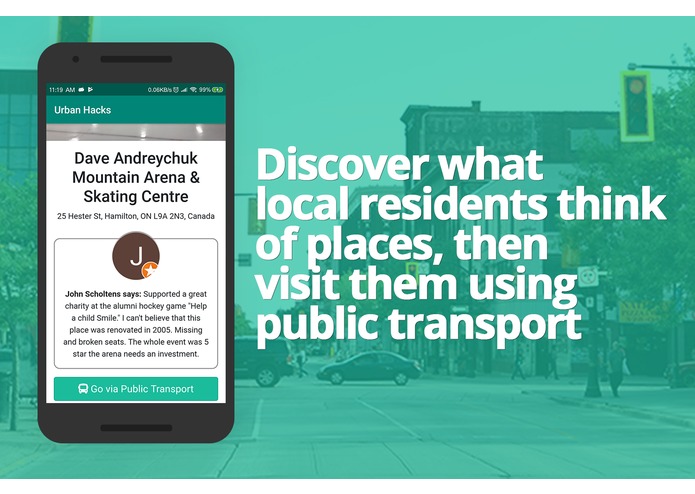 11:19 AM
0.06KB/s
99%
Urban Hacks
Dave Andreychuk
Mountain Arena &
Skating Centre
25 Hester St, Hamilton, ON L9A 2N3, Canada
J
John Scholtens says: Supported a great
charity at the alumni hockey game "Help
a child Smile." I can't believe that this
place was renovated in 2005. Missing
and broken seats. The whole event was 5
star the arena needs an investment.
Go via Public Transport
Discover what
local residents think
of places, then
visit them using
public transport